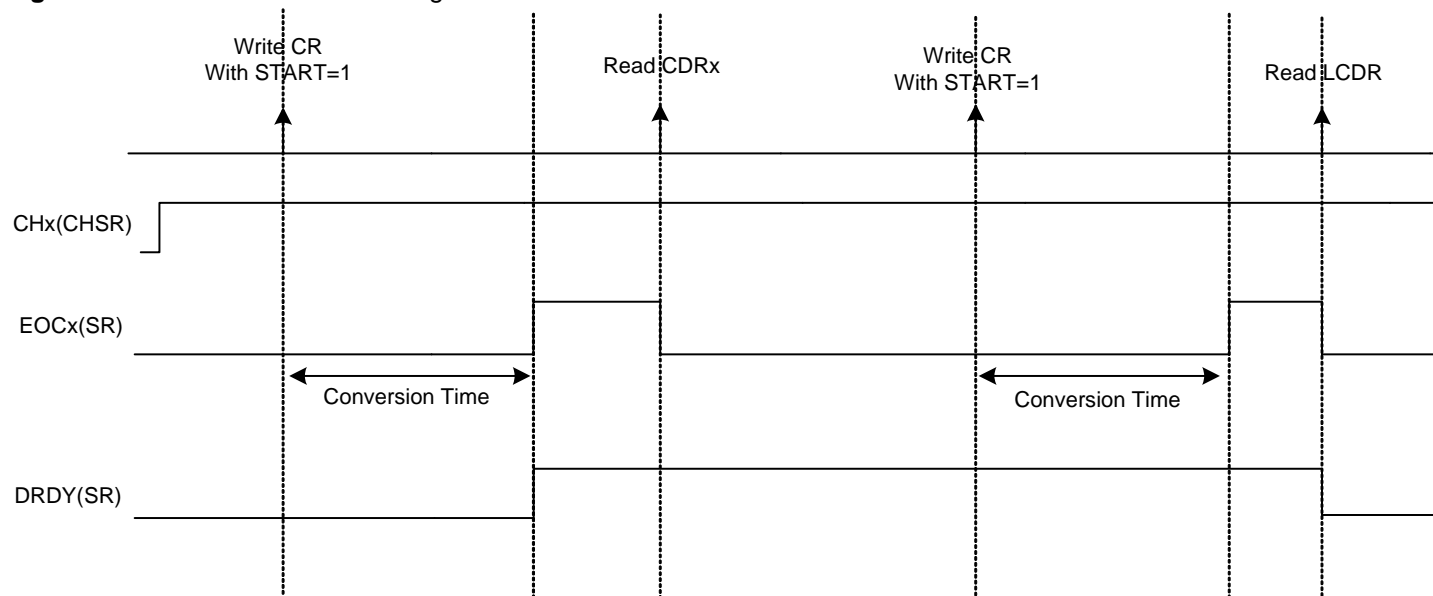 Write CR
With START=1
Read CDRx
Write CR
With START=1
Read LCDR
CHx(CHSR)
EOCx(SR)
Conversion Time
Conversion Time
DRDY(SR)